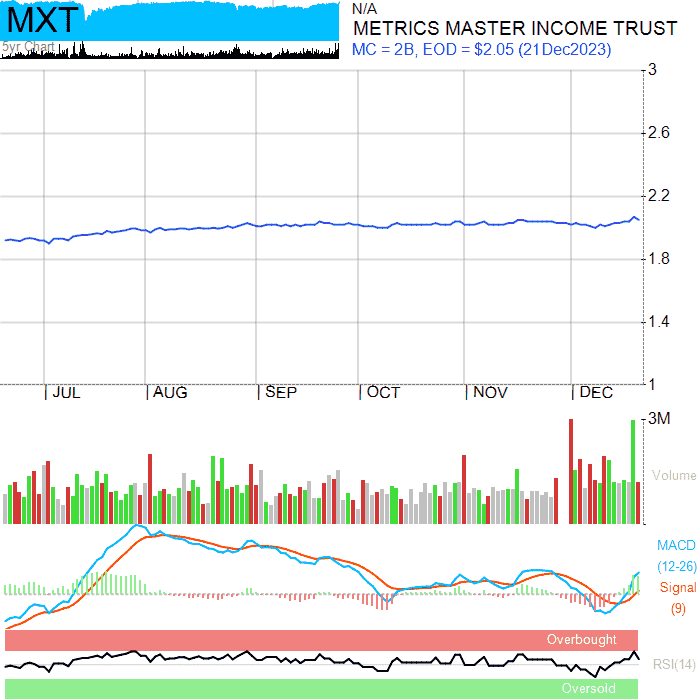 MXT
5yr Chart
N/A
METRICS MASTER INCOME TRUST
MC = 2B, EOD = $2.05 (21Dec2023)
3
2.6
2.2
1.8
1.4
1
| JUL | AUG | SEP | OCT | NOV | DEC
3M
Volume
MACD
(12-26)
Signal
(9)
Overbought
RSI(14)
Oversold